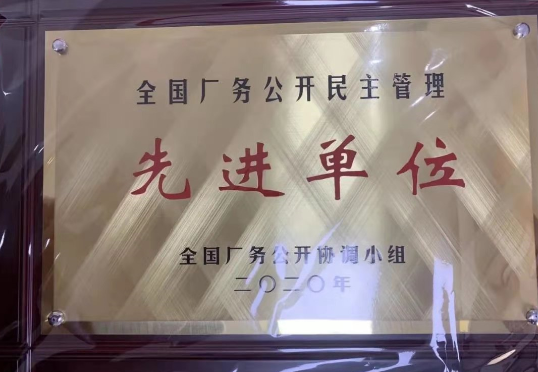 全国厂务公开民主管理
先进单位
全国厂务公开协调小组
二〇二〇年